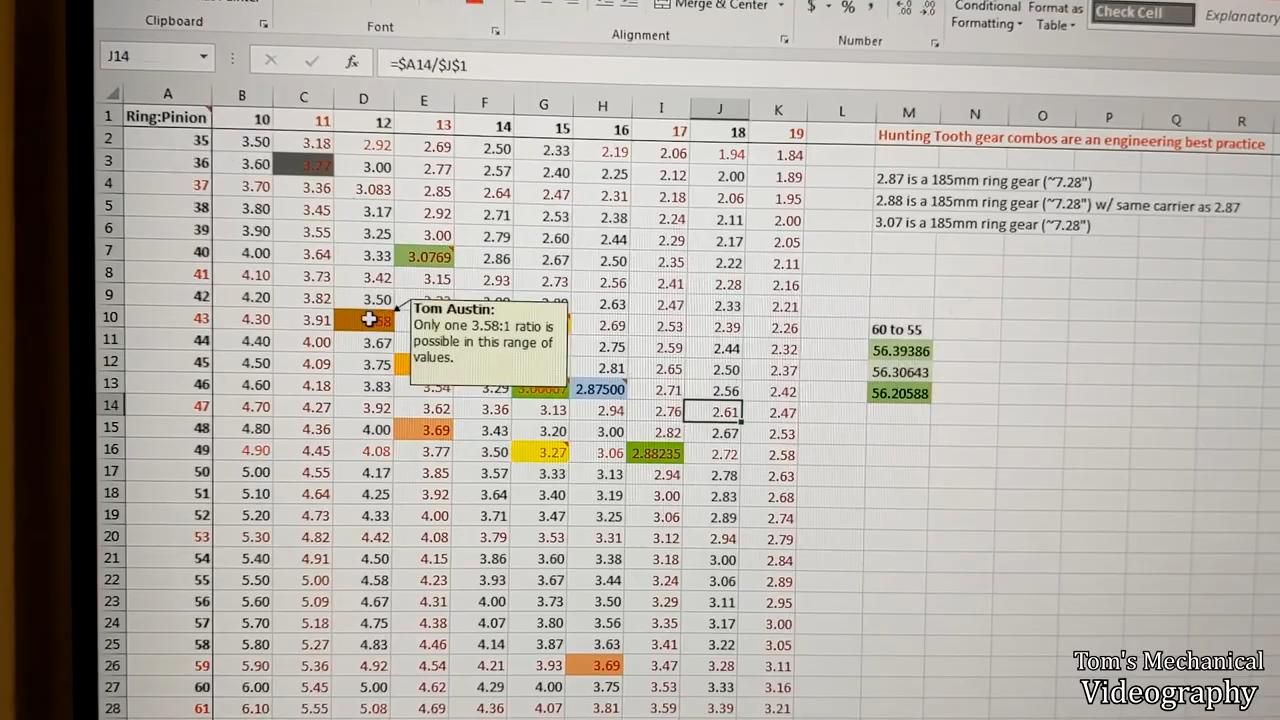 Merge & Center
$ % ,
Conditional Format as
Formatting Table
Check Cell
Explanatory
Clipboard Font Alignment Number
J14 fx =$A14/$J$1
A B C D E F G H I J K L M N O P Q R
1 Ring:Pinion 10 11 12 13 14 15 16 17 18 19
2 35 3.50 3.18 2.92 2.69 2.50 2.33 2.19 2.06 1.94 1.84 Hunting Tooth gear combos are an engineering best practice
3 36 3.60 3.27 3.00 2.77 2.57 2.40 2.25 2.12 2.00 1.89
4 37 3.70 3.36 3.083 2.85 2.64 2.47 2.31 2.18 2.06 1.95 2.87 is a 185mm ring gear (~7.28")
5 38 3.80 3.45 3.17 2.92 2.71 2.53 2.38 2.24 2.11 2.00 2.88 is a 185mm ring gear (~7.28") w/ same carrier as 2.87
6 39 3.90 3.55 3.25 3.00 2.79 2.60 2.44 2.29 2.17 2.05 3.07 is a 185mm ring gear (~7.28")
7 40 4.00 3.64 3.33 3.0769 2.86 2.67 2.50 2.35 2.22 2.11
8 41 4.10 3.73 3.42 3.15 2.93 2.73 2.56 2.41 2.28 2.16
9 42 4.20 3.82 3.50 2.63 2.47 2.33 2.21
10 43 4.30 3.91 58 2.69 2.53 2.39 2.26 60 to 55
Tom Austin:
Only one 3.58:1 ratio is
possible in this range of
values.
11 44 4.40 4.00 3.67 2.75 2.59 2.44 2.32 56.39386
12 45 4.50 4.09 3.75 2.81 2.65 2.50 2.37 56.30643
13 46 4.60 4.18 3.83 3.54 3.29 2.87500 2.71 2.56 2.42 56.20588
14 47 4.70 4.27 3.92 3.62 3.36 3.13 2.94 2.76 2.61 2.47
15 48 4.80 4.36 4.00 3.69 3.43 3.20 3.00 2.82 2.67 2.53
16 49 4.90 4.45 4.08 3.77 3.50 3.27 3.06 2.88235 2.72 2.58
17 50 5.00 4.55 4.17 3.85 3.57 3.33 3.13 2.94 2.78 2.63
18 51 5.10 4.64 4.25 3.92 3.64 3.40 3.19 3.00 2.83 2.68
19 52 5.20 4.73 4.33 4.00 3.71 3.47 3.25 3.06 2.89 2.74
20 53 5.30 4.82 4.42 4.08 3.79 3.53 3.31 3.12 2.94 2.79
21 54 5.40 4.91 4.50 4.15 3.86 3.60 3.38 3.18 3.00 2.84
22 55 5.50 5.00 4.58 4.23 3.93 3.67 3.44 3.24 3.06 2.89
23 56 5.60 5.09 4.67 4.31 4.00 3.73 3.50 3.29 3.11 2.95
24 57 5.70 5.18 4.75 4.38 4.07 3.80 3.56 3.35 3.17 3.00
25 58 5.80 5.27 4.83 4.46 4.14 3.87 3.63 3.41 3.22 3.05
26 59 5.90 5.36 4.92 4.54 4.21 3.93 3.69 3.47 3.28 3.11
27 60 6.00 5.45 5.00 4.62 4.29 4.00 3.75 3.53 3.33 3.16
28 61 6.10 5.55 5.08 4.69 4.36 4.07 3.81 3.59 3.39 3.21
Tom's Mechanical
Videography